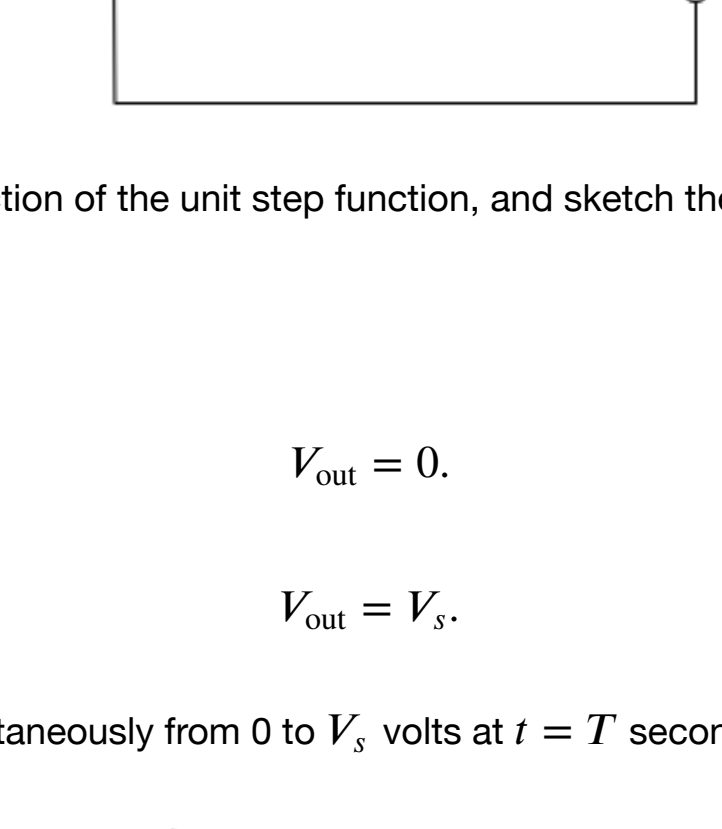 tion of the unit step function, and sketch the
V_out = 0.
V_out = V_s.
taneously from 0 to V_s volts at t = T secon